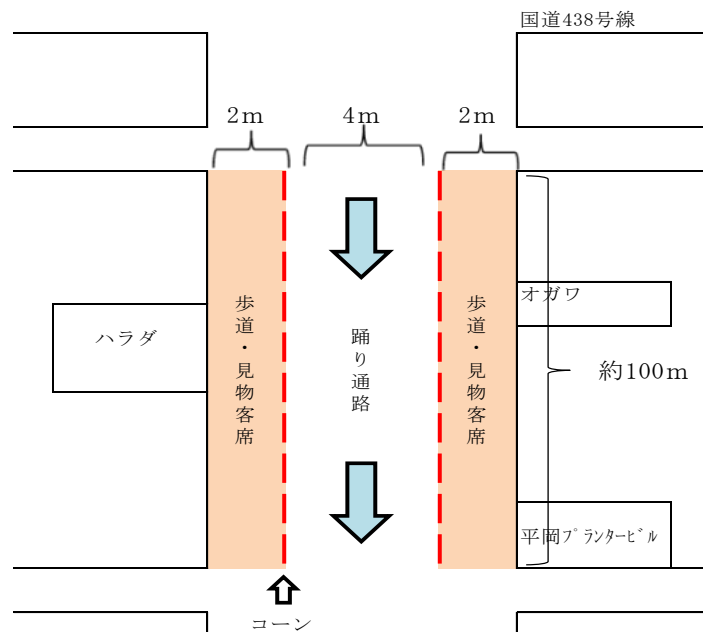 国道438号線
2m
4m
2m
オガワ
ハラダ
歩道・見物客席
踊り通路
歩道・見物客席
約100m
平岡プランタービル
コーン